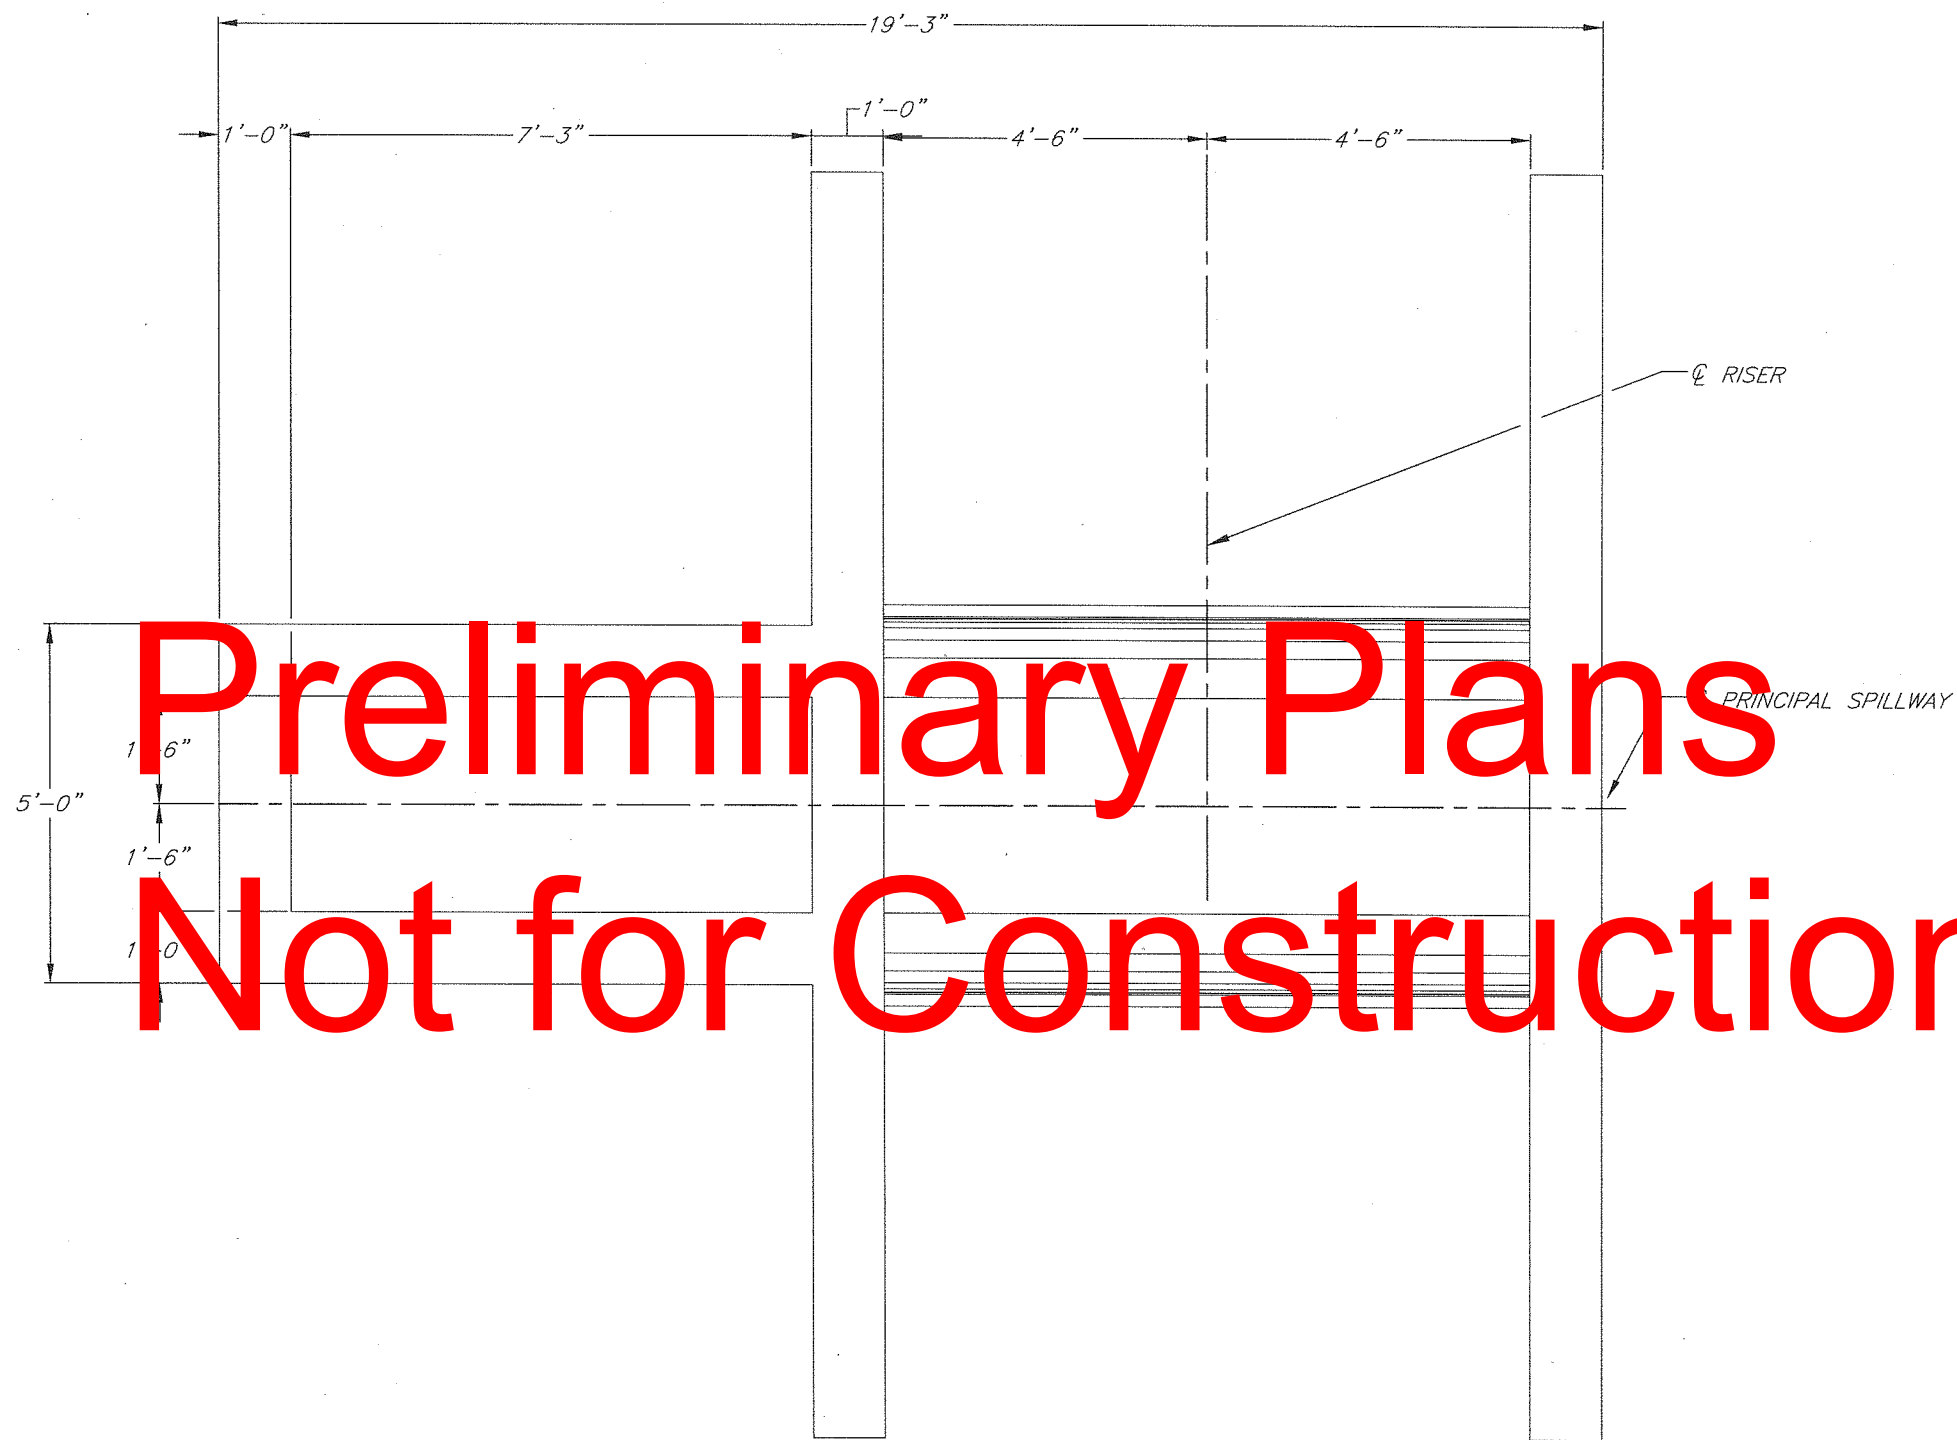 19'-3"
1'-0"
1'-0" 7'-3" 4'-6" 4'-6"
℄ RISER
Preliminary Plans
PRINCIPAL SPILLWAY
5'-0"
1'-6"
Not for Construction